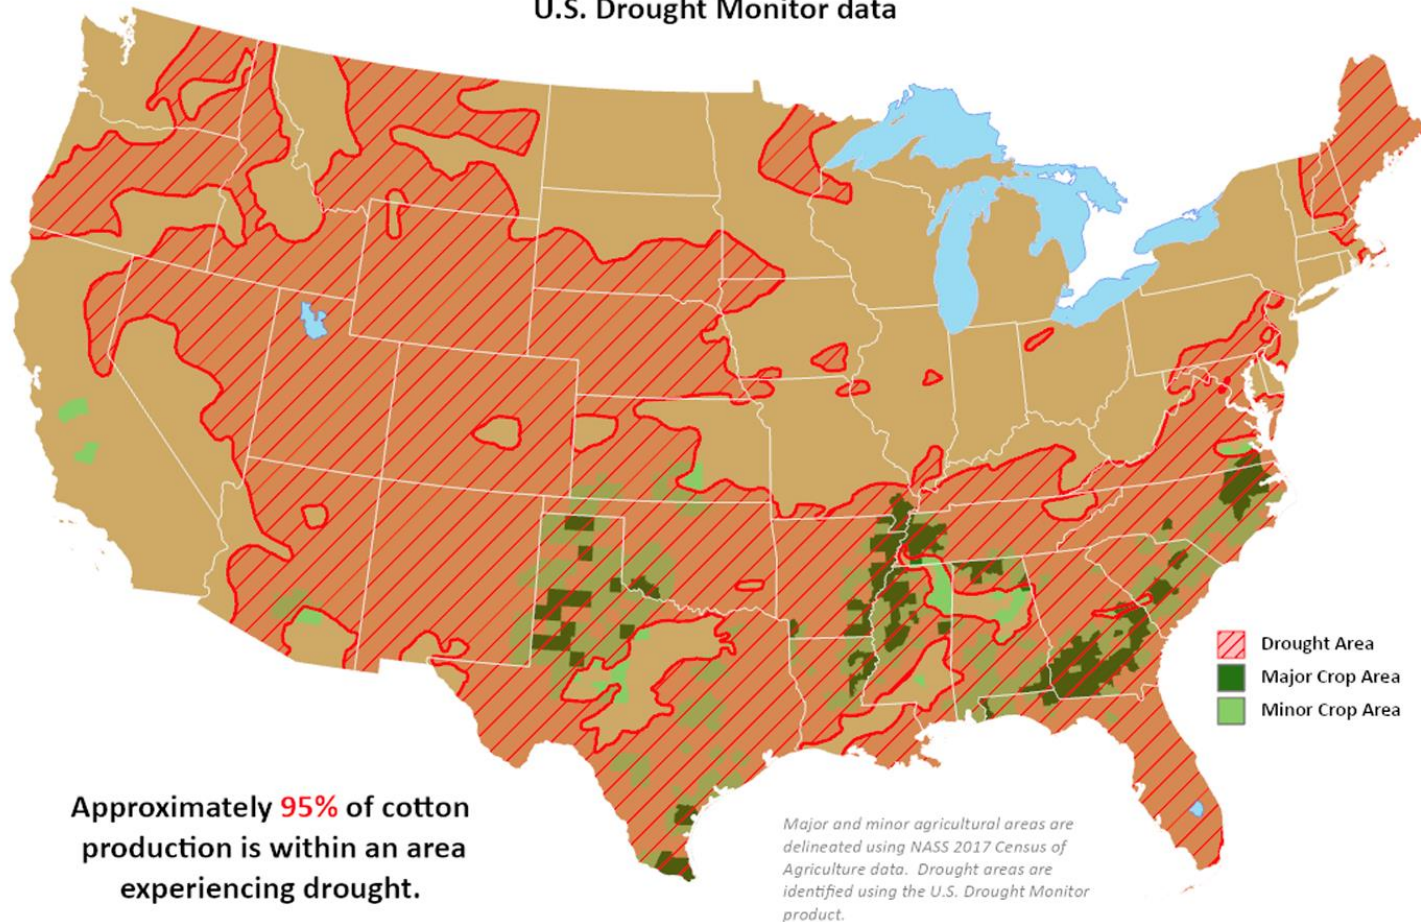 U.S. Drought Monitor data
Drought Area
Major Crop Area
Minor Crop Area
Approximately 95% of cotton
production is within an area
experiencing drought.
Major and minor agricultural areas are
delineated using NASS 2017 Census of
Agriculture data.  Drought areas are
identified using the U.S. Drought Monitor
product.